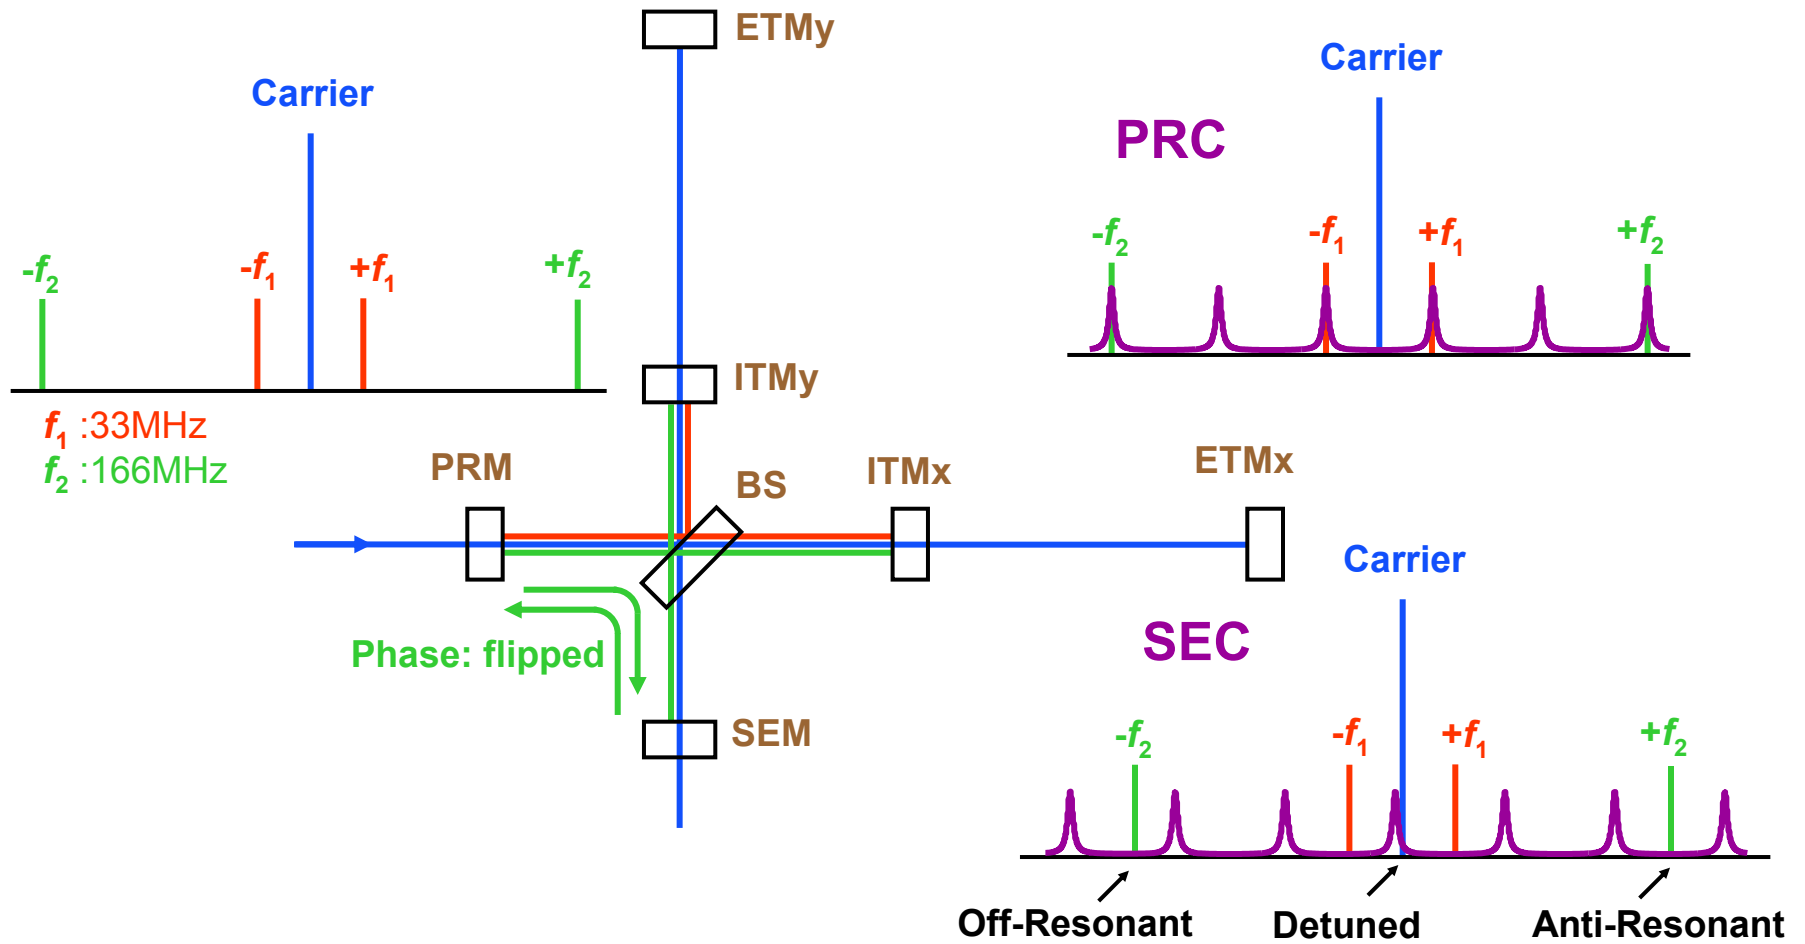 ETMy
Carrier
-f2
-f1
+f1
+f2
f1 :33MHz
f2 :166MHz
ITMy
PRM
BS
ITMx
ETMx
Phase: flipped
SEM
Carrier
PRC
-f2
-f1
+f1
+f2
Carrier
SEC
-f2
-f1
+f1
+f2
Off-Resonant
Detuned
Anti-Resonant